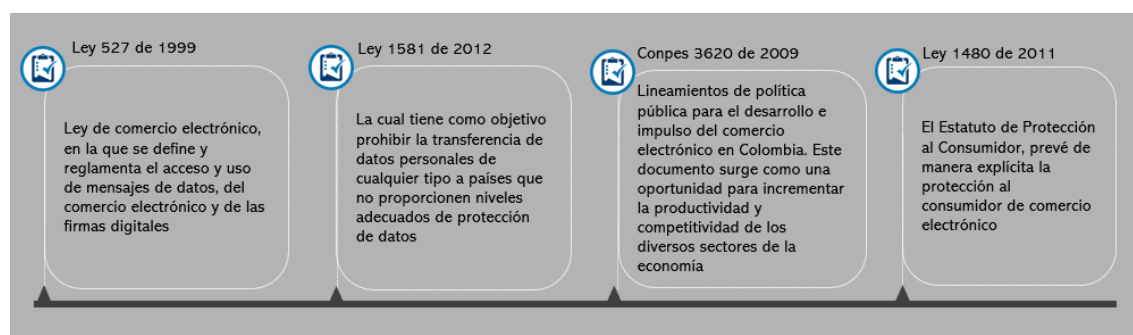 Ley 527 de 1999
Ley de comercio electrónico,
en la que se define y
reglamenta el acceso y uso
de mensajes de datos, del
comercio electrónico y de las
firmas digitales
Ley 1581 de 2012
La cual tiene como objetivo
prohibir la transferencia de
datos personales de
cualquier tipo a países que
no proporcionen niveles
adecuados de protección
de datos
Conpes 3620 de 2009
Lineamientos de política
pública para el desarrollo e
impulso del comercio
electrónico en Colombia. Este
documento surge como una
oportunidad para incrementar
la productividad y
competitividad de los
diversos sectores de la
economía
Ley 1480 de 2011
El Estatuto de Protección
al Consumidor, prevé de
manera explícita la
protección al
consumidor de comercio
electrónico